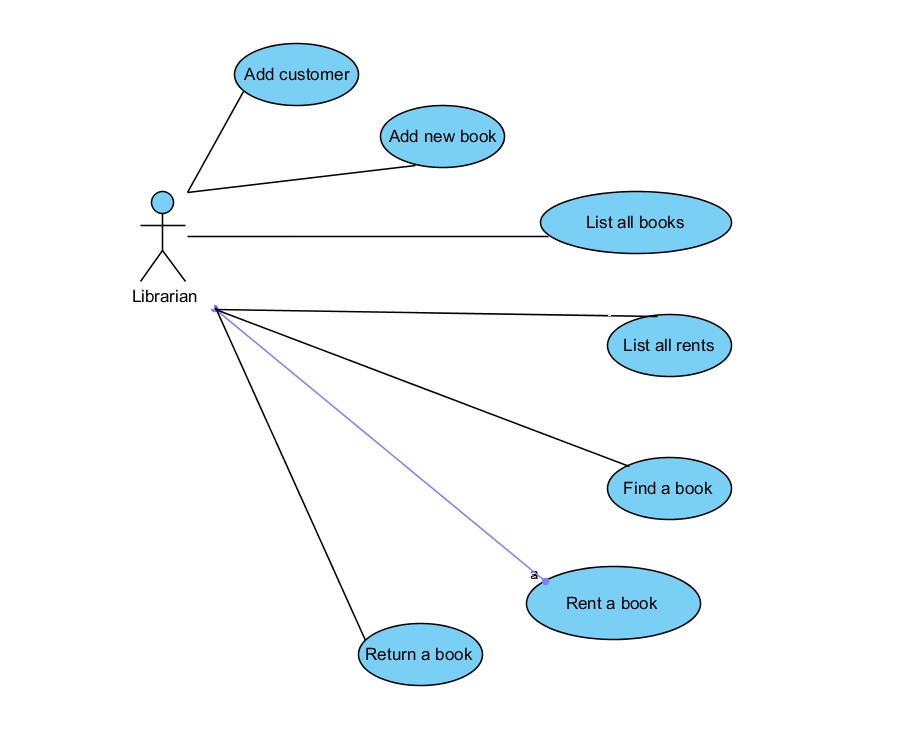 Add customer
Add new book
List all books
Librarian
List all rents
Find a book
Rent a book
Return a book